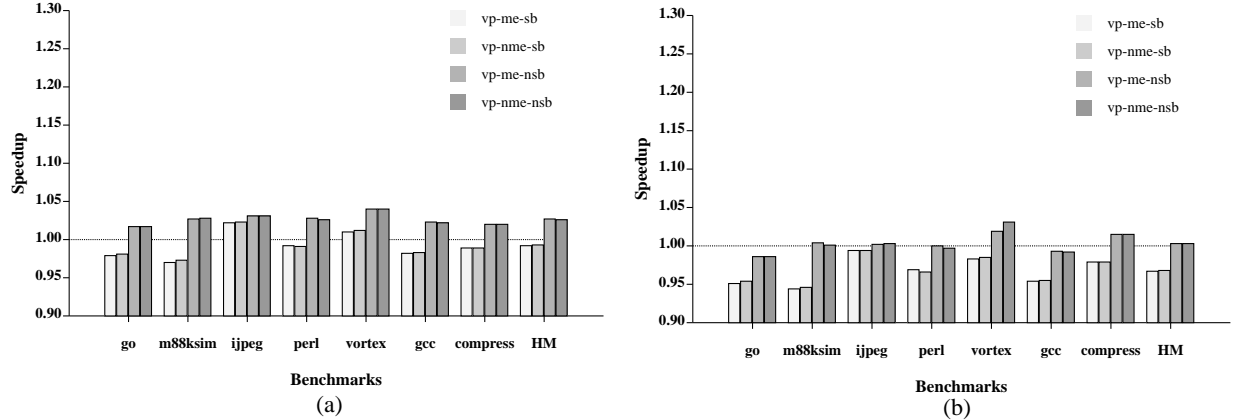 1.30
1.25
1.20
1.15
1.10
1.05
1.00
0.95
0.90
Speedup
vp-me-sb
vp-nme-sb
vp-me-nsb
vp-nme-nsb
go m88ksim ijpeg perl vortex gcc compress HM
Benchmarks
(a)
1.30
1.25
1.20
1.15
1.10
1.05
1.00
0.95
0.90
Speedup
vp-me-sb
vp-nme-sb
vp-me-nsb
vp-nme-nsb
go m88ksim ijpeg perl vortex gcc compress HM
Benchmarks
(b)